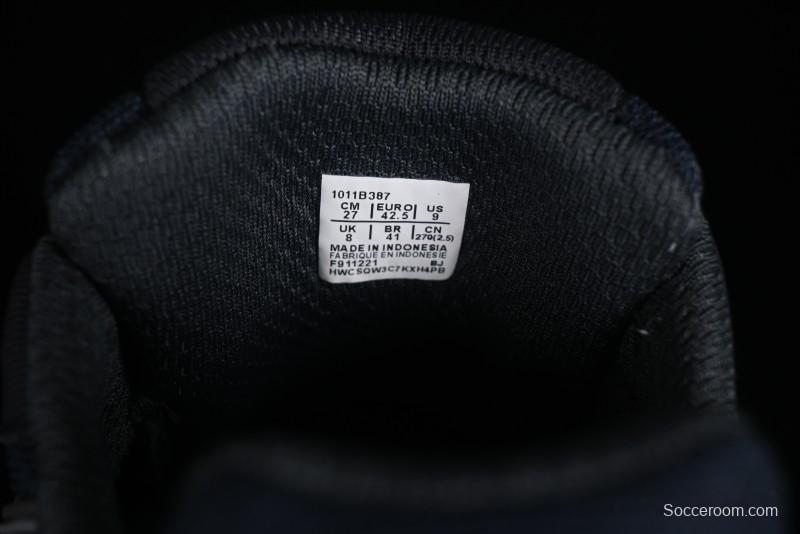 1011B387
CM | EURO | US
27 | 42.5 | 9
UK | BR | CN
8 | 41 | 270(2.5)
MADE IN INDONESIA
FABRIQUE EN INDONESIE
F911221 BJ
HWCSQW3C7KXH4PB
Socceroom.com